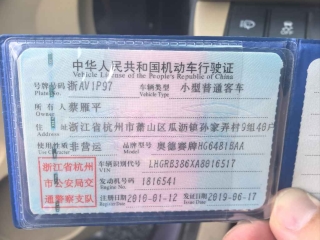 中华人民共和国机动车行驶证
Vehicle License of the People's Republic of China
号牌号码 浙AV1P97 车辆类型 小型普通客车
Plate No. Vehicle Type
所有人 蔡雁平
Owner
住址 浙江省杭州市萧山区瓜沥镇孙家弄村9组40户
使用性质 非营运 品牌型号 奥德赛牌HG6481BAA
浙江省杭州
市公安局交
通警察支队
车辆识别代号 LHGRB386XA8016517
VIN
发动机号码 1816541
Engine No.
注册日期 2010-01-12 发证日期 2019-06-17
Register Date Issue Date